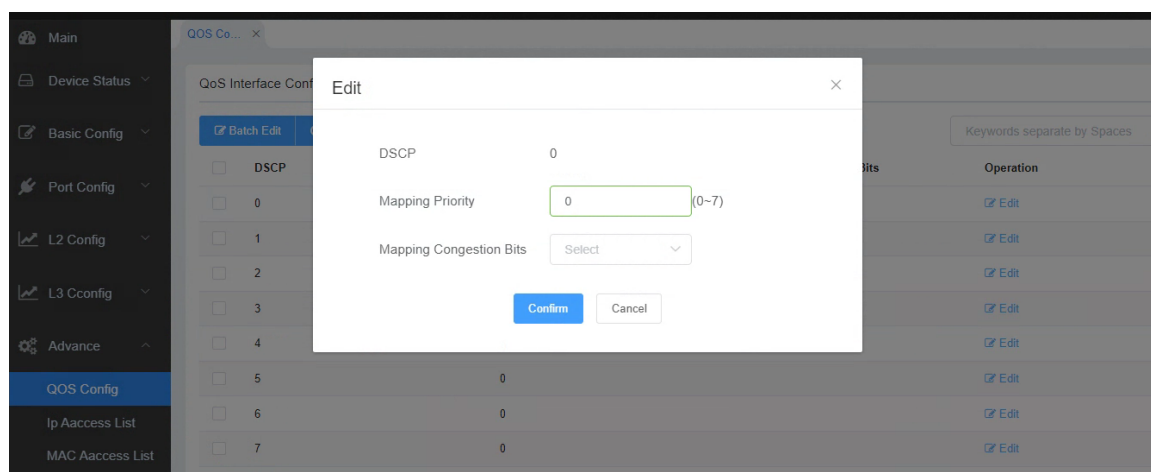 Main
QOS Co... ×
Device Status
QoS Interface Conf
Edit
Basic Config
Batch Edit
Keywords separate by Spaces
DSCP
Bits
Operation
DSCP 0
Port Config
0
Edit
Mapping Priority 0 (0~7)
L2 Config
1
Edit
Mapping Congestion Bits Select
2
Edit
L3 Cconfig
3
Edit
Confirm Cancel
Advance
4
Edit
QOS Config
5 0 Edit
Ip Aaccess List
6 0 Edit
MAC Aaccess List
7 0 Edit